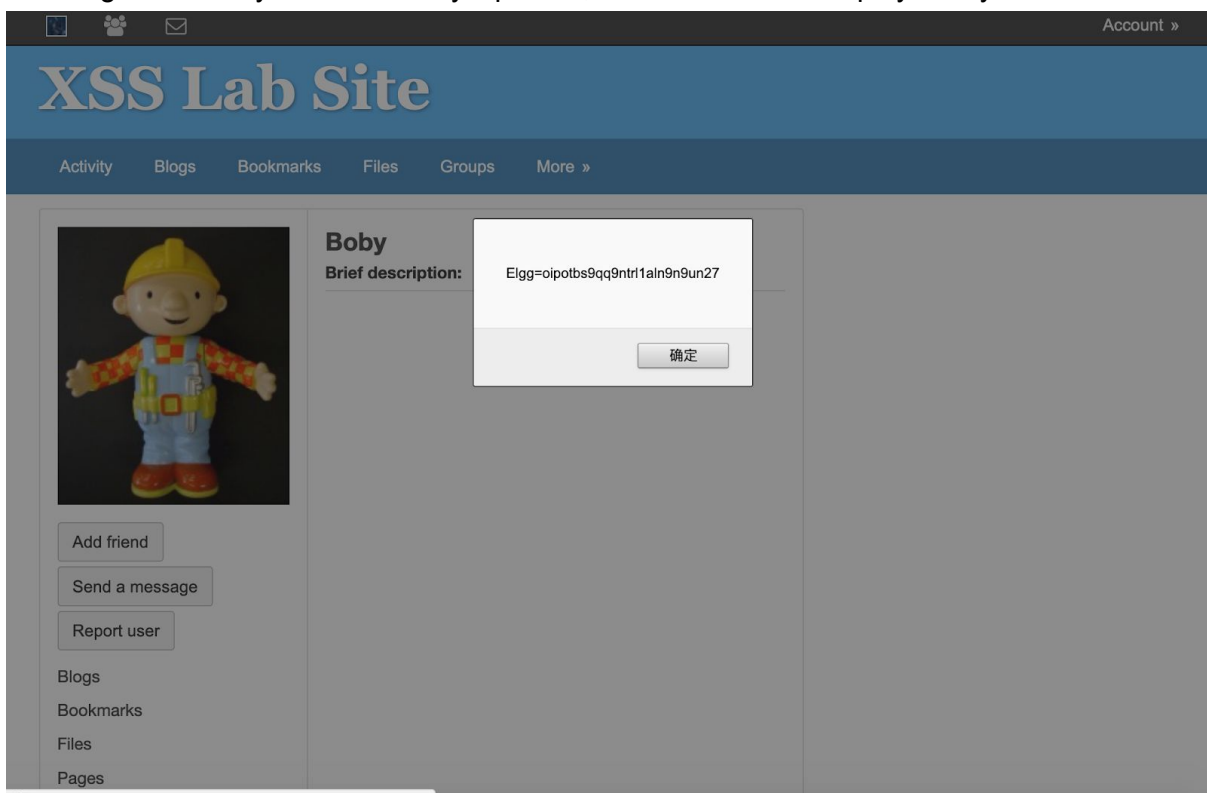 Account »
XSS Lab Site
Activity Blogs Bookmarks Files Groups More »
Boby
Brief description:
Elgg=oipotbs9qq9ntrl1aln9n9un27
确定
Add friend
Send a message
Report user
Blogs
Bookmarks
Files
Pages